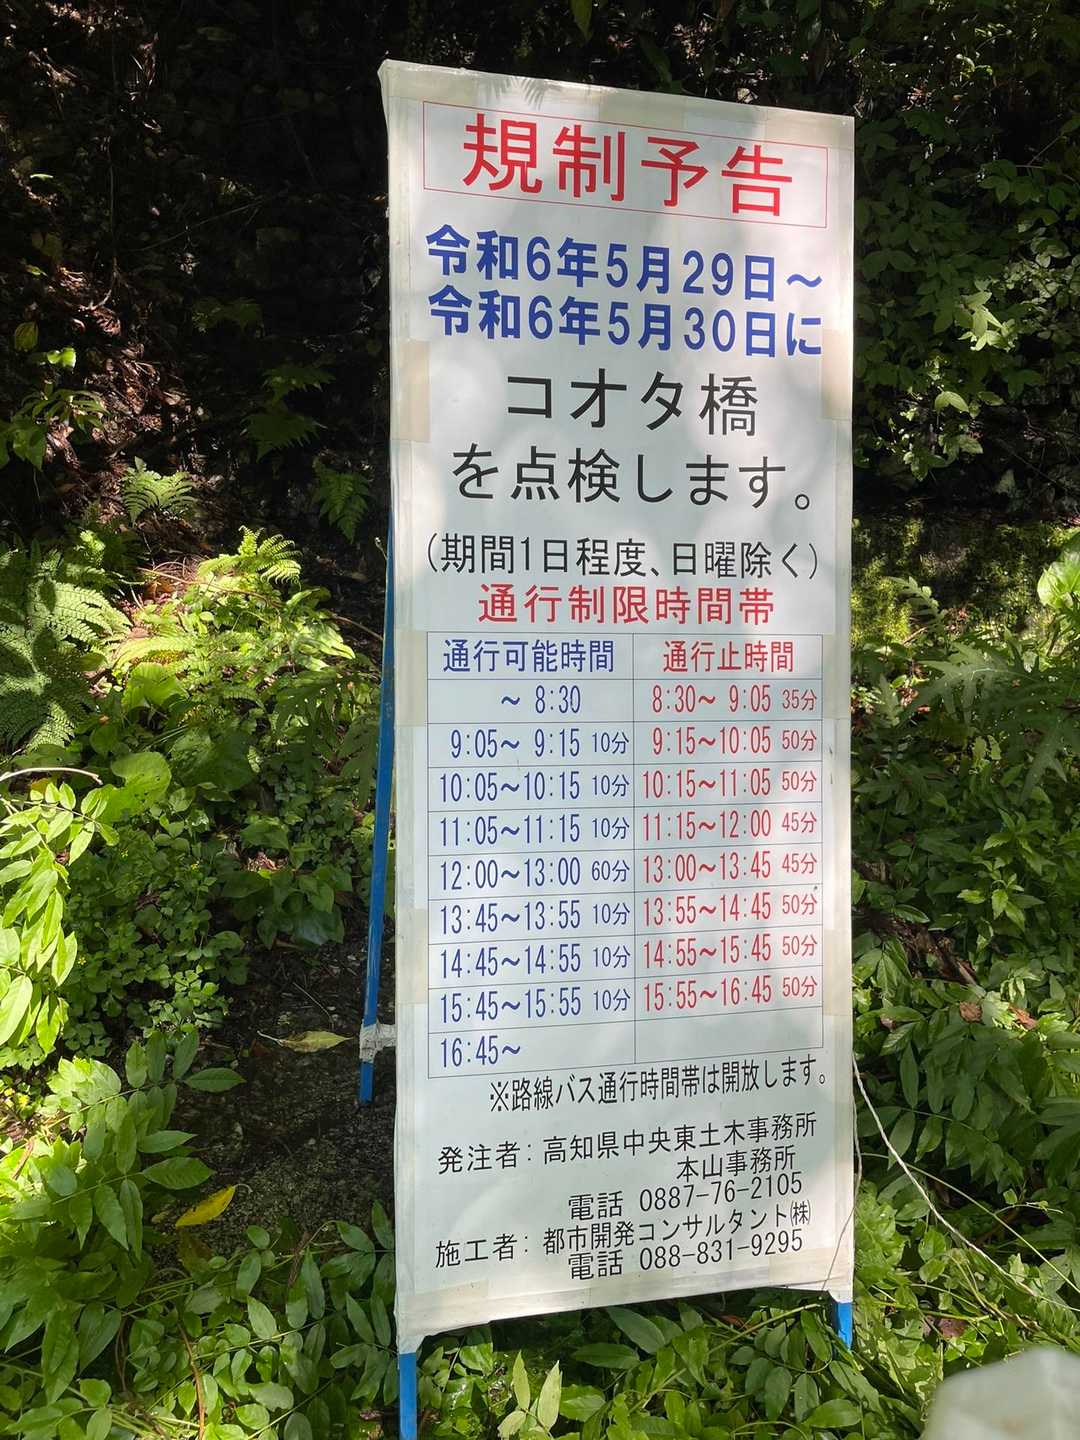 規制予告
令和6年5月29日～
令和6年5月30日に
コオタ橋
を点検します。
(期間1日程度、日曜除く)
通行制限時間帯
通行可能時間 通行止時間
～ 8:30 8:30～ 9:05 35分
9:05～ 9:15 10分 9:15～10:05 50分
10:05～10:15 10分 10:15～11:05 50分
11:05～11:15 10分 11:15～12:00 45分
12:00～13:00 60分 13:00～13:45 45分
13:45～13:55 10分 13:55～14:45 50分
14:45～14:55 10分 14:55～15:45 50分
15:45～15:55 10分 15:55～16:45 50分
16:45～
※路線バス通行時間帯は開放します。
発注者: 高知県中央東土木事務所
本山事務所
電話 0887-76-2105
施工者: 都市開発コンサルタント㈱
電話 088-831-9295